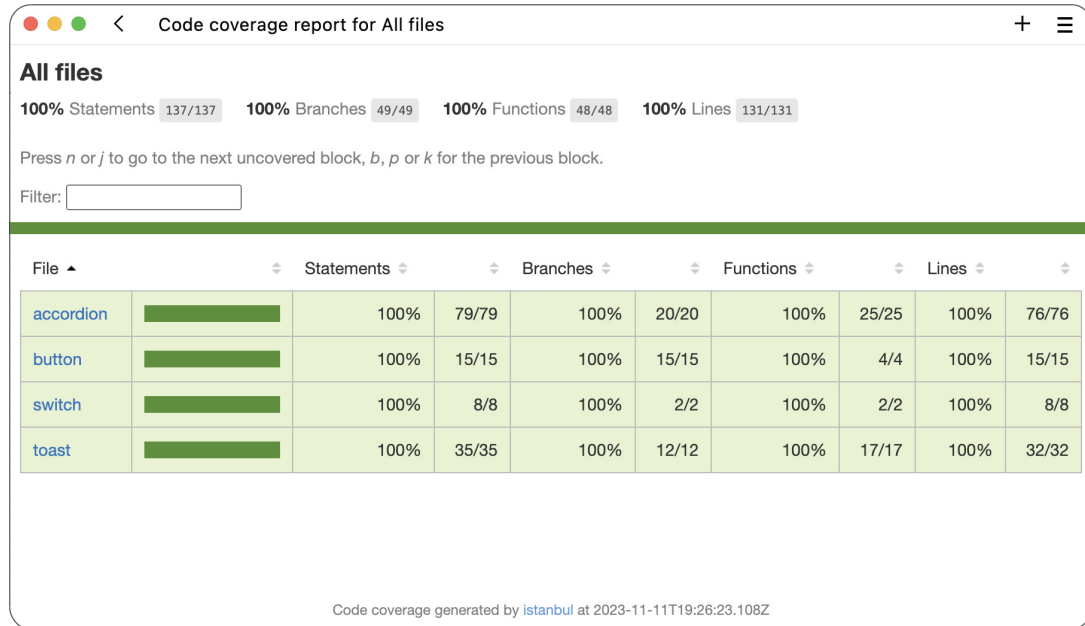 Code coverage report for All files
All files
100% Statements 137/137 100% Branches 49/49 100% Functions 48/48 100% Lines 131/131
Press n or j to go to the next uncovered block, b, p or k for the previous block.
Filter:
File Statements Branches Functions Lines
accordion 100% 79/79 100% 20/20 100% 25/25 100% 76/76
button 100% 15/15 100% 15/15 100% 4/4 100% 15/15
switch 100% 8/8 100% 2/2 100% 2/2 100% 8/8
toast 100% 35/35 100% 12/12 100% 17/17 100% 32/32
Code coverage generated by istanbul at 2023-11-11T19:26:23.108Z